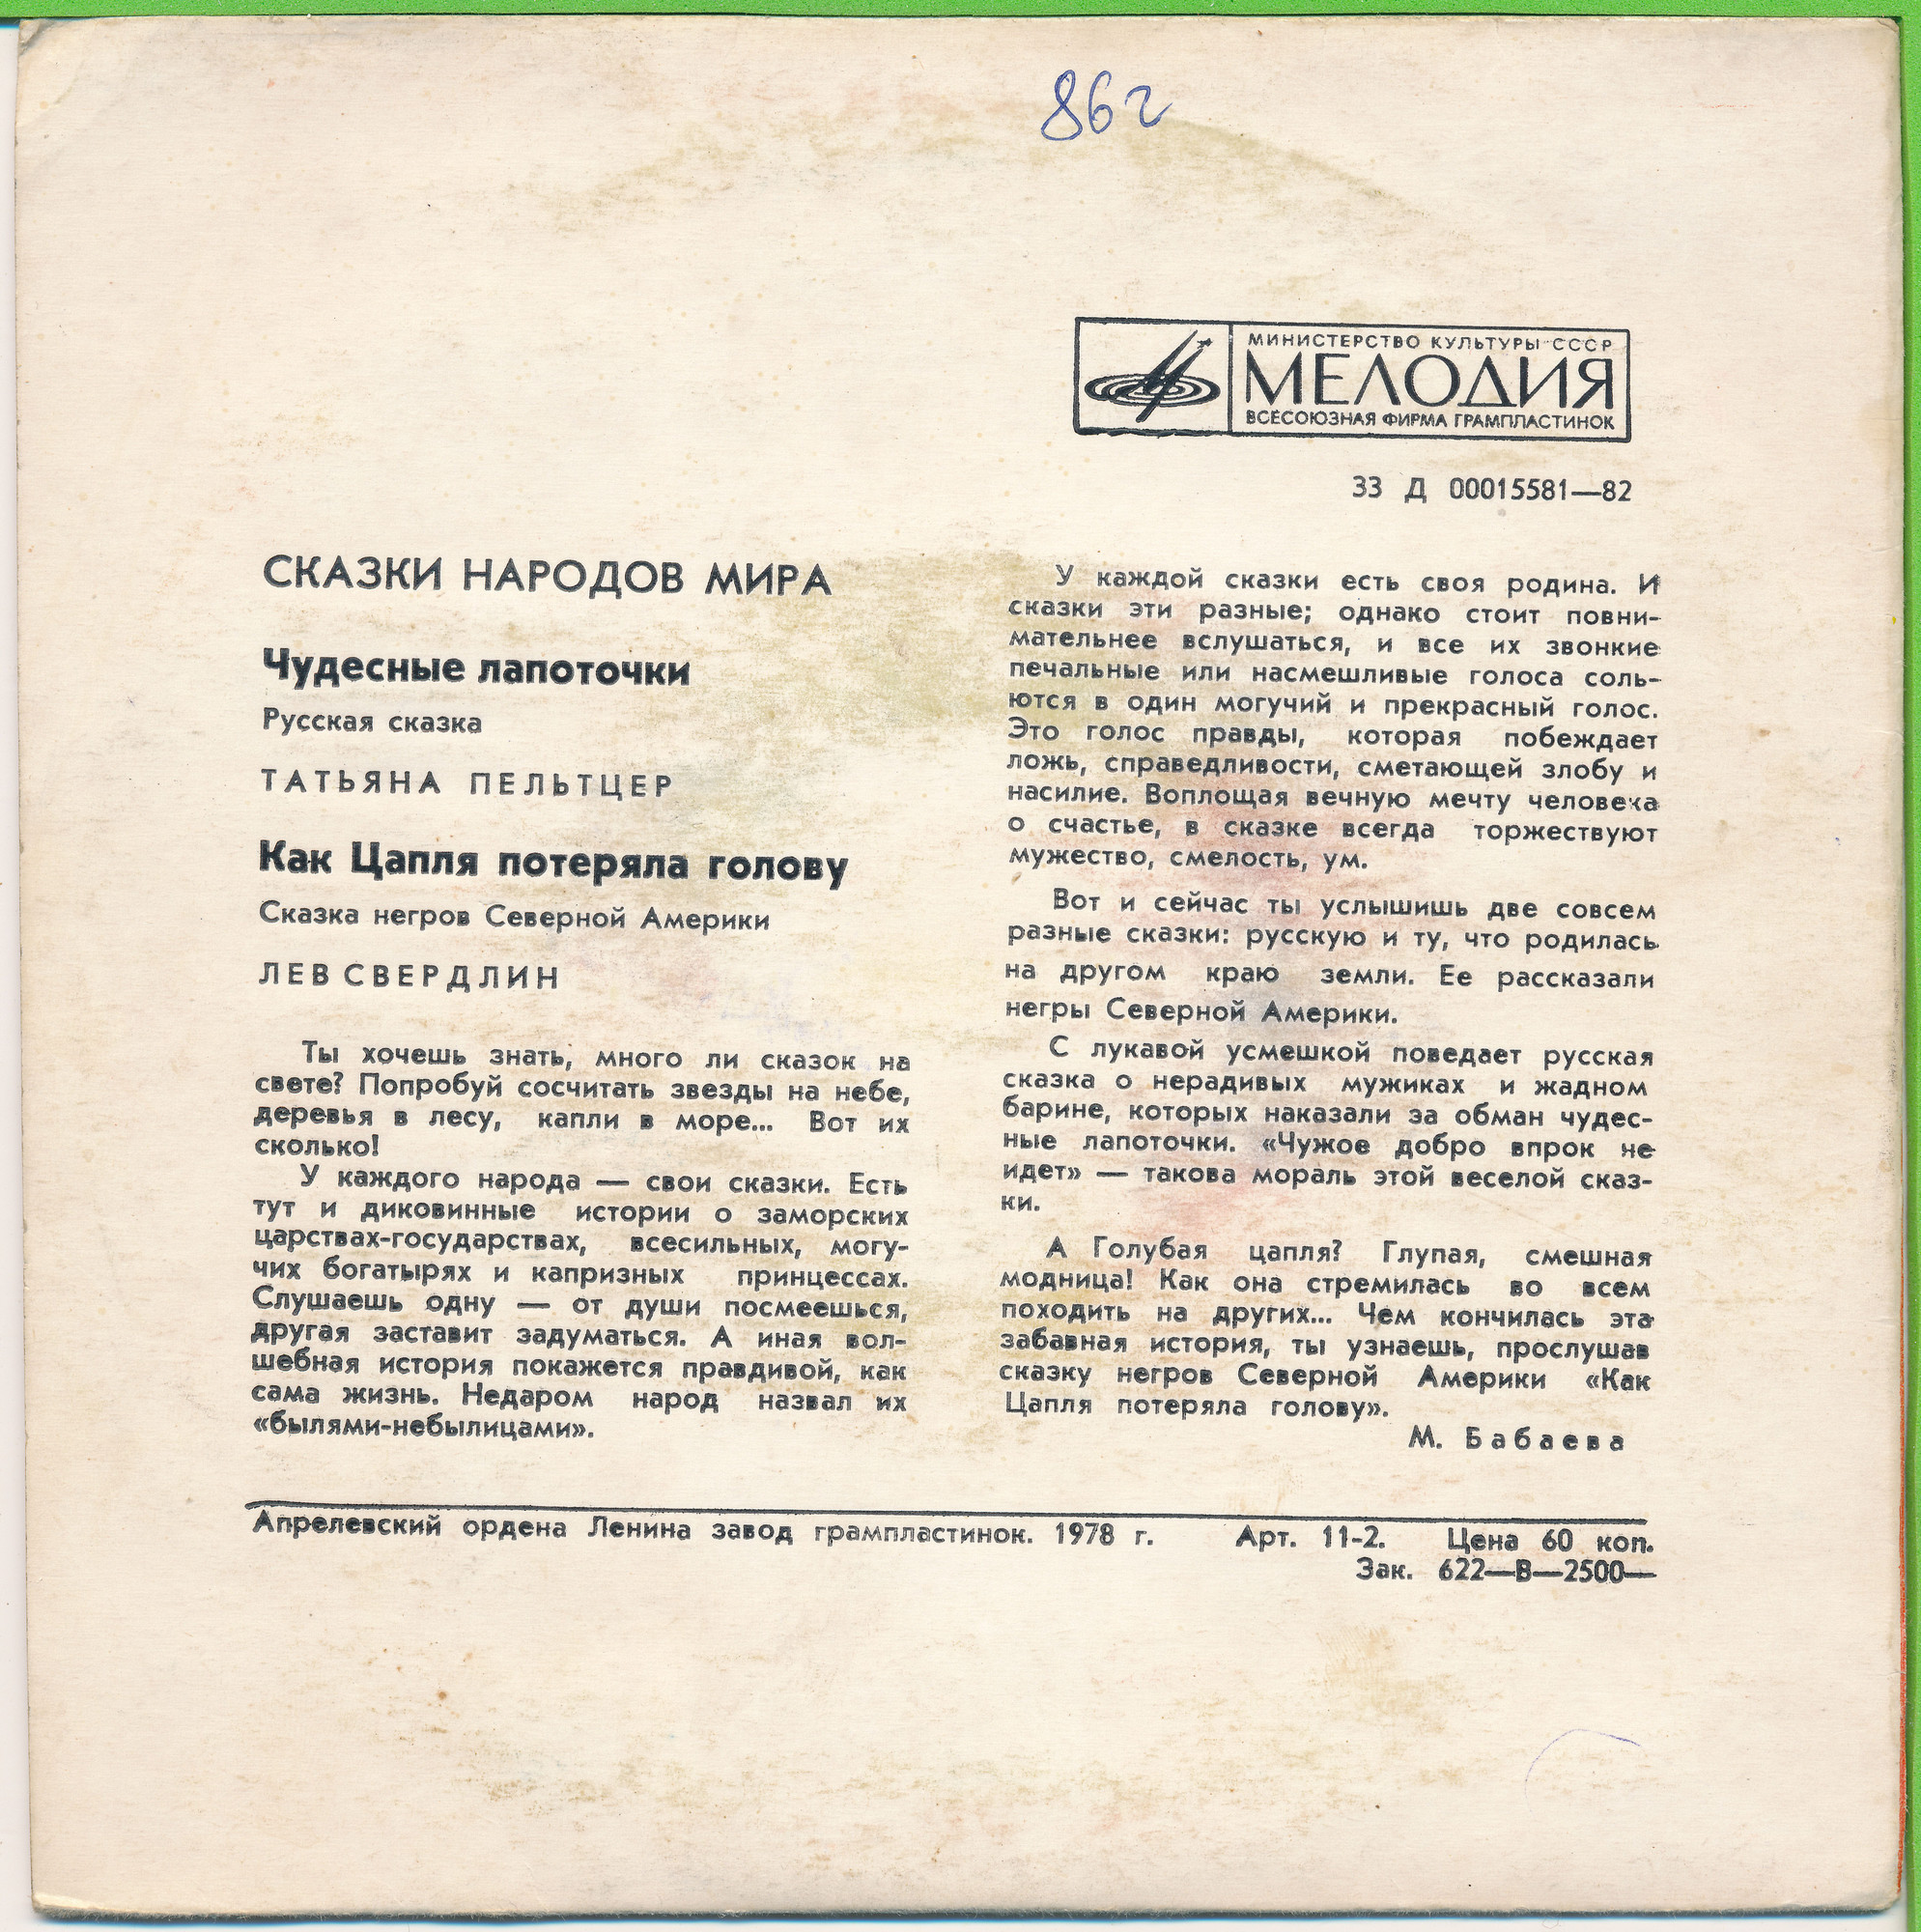 86г
МИНИСТЕРСТВО КУЛЬТУРЫ СССР
МЕЛОДИЯ
ВСЕСОЮЗНАЯ ФИРМА ГРАМПЛАСТИНОК
33 Д 00015581—82
СКАЗКИ НАРОДОВ МИРА
Чудесные лапоточки
Русская сказка
ТАТЬЯНА ПЕЛЬТЦЕР
Как Цапля потеряла голову
Сказка негров Северной Америки
ЛЕВ СВЕРДЛИН
Ты хочешь знать, много ли сказок на
свете? Попробуй сосчитать звезды на небе,
деревья в лесу, капли в море... Вот их
сколько!
У каждого народа — свои сказки. Есть
тут и диковинные истории о заморских
царствах-государствах, всесильных, могу-
чих богатырях и капризных принцессах.
Слушаешь одну — от души посмеешься,
другая заставит задуматься. А иная вол-
шебная история покажется правдивой, как
сама жизнь. Недаром народ назвал их
«былями-небылицами».
У каждой сказки есть своя родина. И
сказки эти разные; однако стоит повни-
мательнее вслушаться, и все их звонкие
печальные или насмешливые голоса соль-
ются в один могучий и прекрасный голос.
Это голос правды, которая побеждает
ложь, справедливости, сметающей злобу и
насилие. Воплощая вечную мечту человека
о счастье, в сказке всегда торжествуют
мужество, смелость, ум.
Вот и сейчас ты услышишь две совсем
разные сказки: русскую и ту, что родилась
на другом краю земли. Ее рассказали
негры Северной Америки.
С лукавой усмешкой поведает русская
сказка о нерадивых мужиках и жадном
барине, которых наказали за обман чудес-
ные лапоточки. «Чужое добро впрок не
идет» — такова мораль этой веселой сказ-
ки.
А Голубая цапля? Глупая, смешная
модница! Как она стремилась во всем
походить на других... Чем кончилась эта
забавная история, ты узнаешь, прослушав
сказку негров Северной Америки «Как
Цапля потеряла голову».
М. Бабаева
Апрелевский ордена Ленина завод грампластинок. 1978 г. Арт. 11-2. Цена 60 коп.
Зак. 622—В—2500—